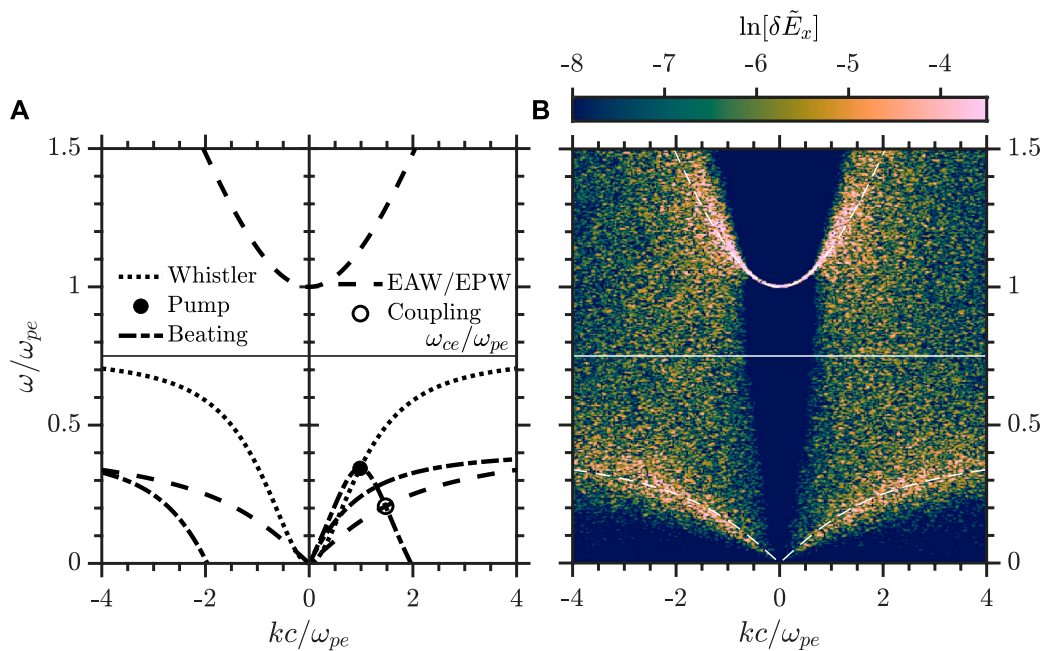 ln[δẼₓ]
-8 -7 -6 -5 -4
A
B
1.5
1
0.5
0
ω/ω_pe
Whistler
Pump
Beating
EAW/EPW
Coupling
ω_ce/ω_pe
-4 -2 0 2 4
kc/ω_pe
1.5
1
0.5
0
-4 -2 0 2 4
kc/ω_pe